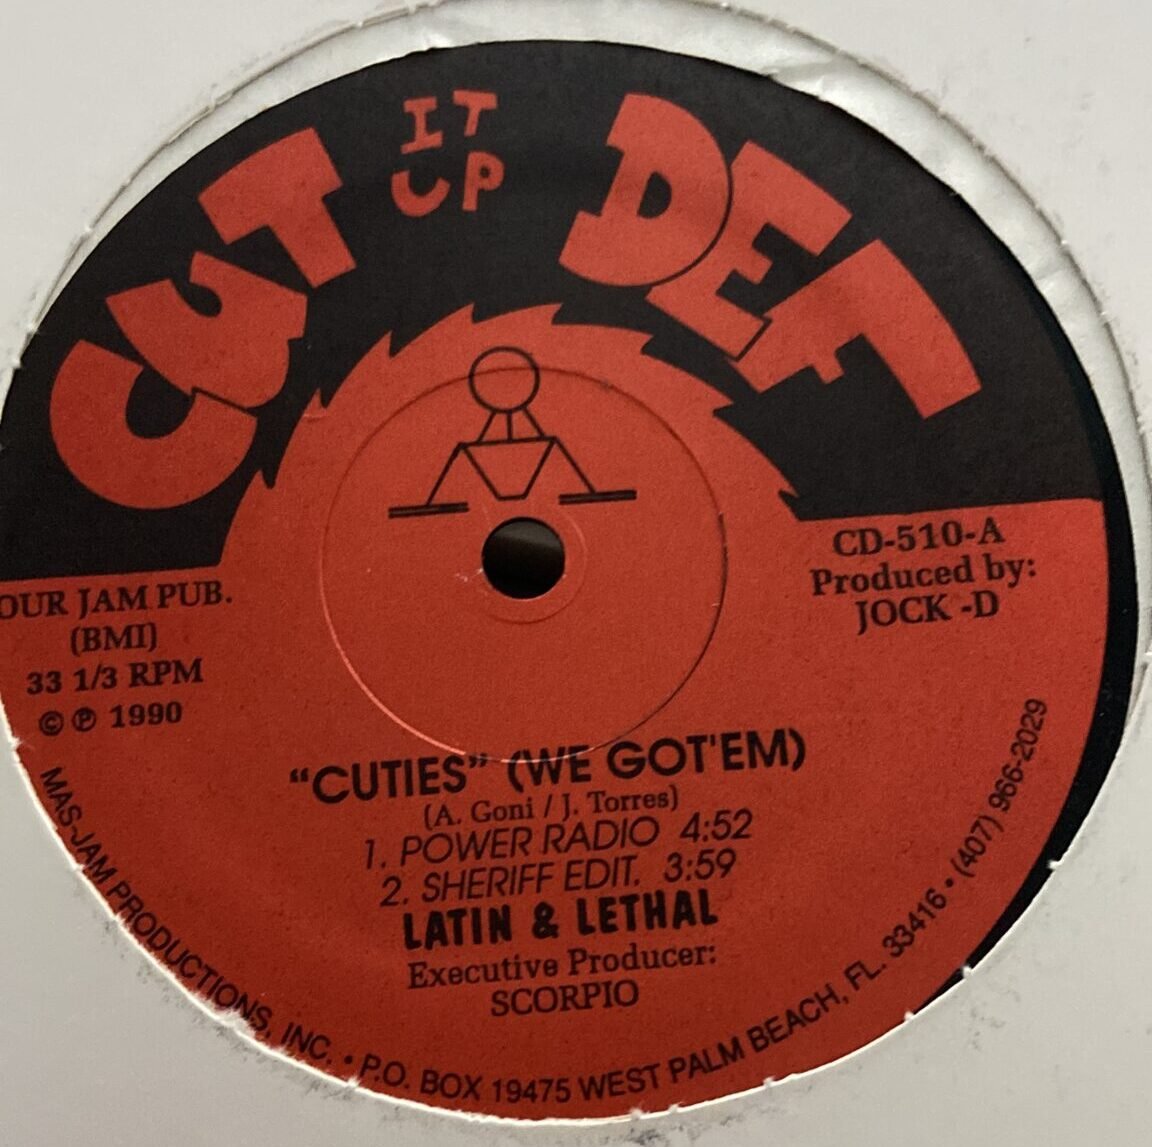 CUT
IT
UP
DEF
OUR JAM PUB.
(BMI)
33 1/3 RPM
© ℗ 1990
CD-510-A
Produced by:
JOCK -D
“CUTIES” (WE GOT'EM)
(A. Goni / J. Torres)
1. POWER RADIO 4:52
2. SHERIFF EDIT. 3:59
LATIN & LETHAL
Executive Producer:
SCORPIO
MAS-JAM PRODUCTIONS, INC. • P.O. BOX 19475 WEST PALM BEACH, FL.. 33416 • (407) 966-2029